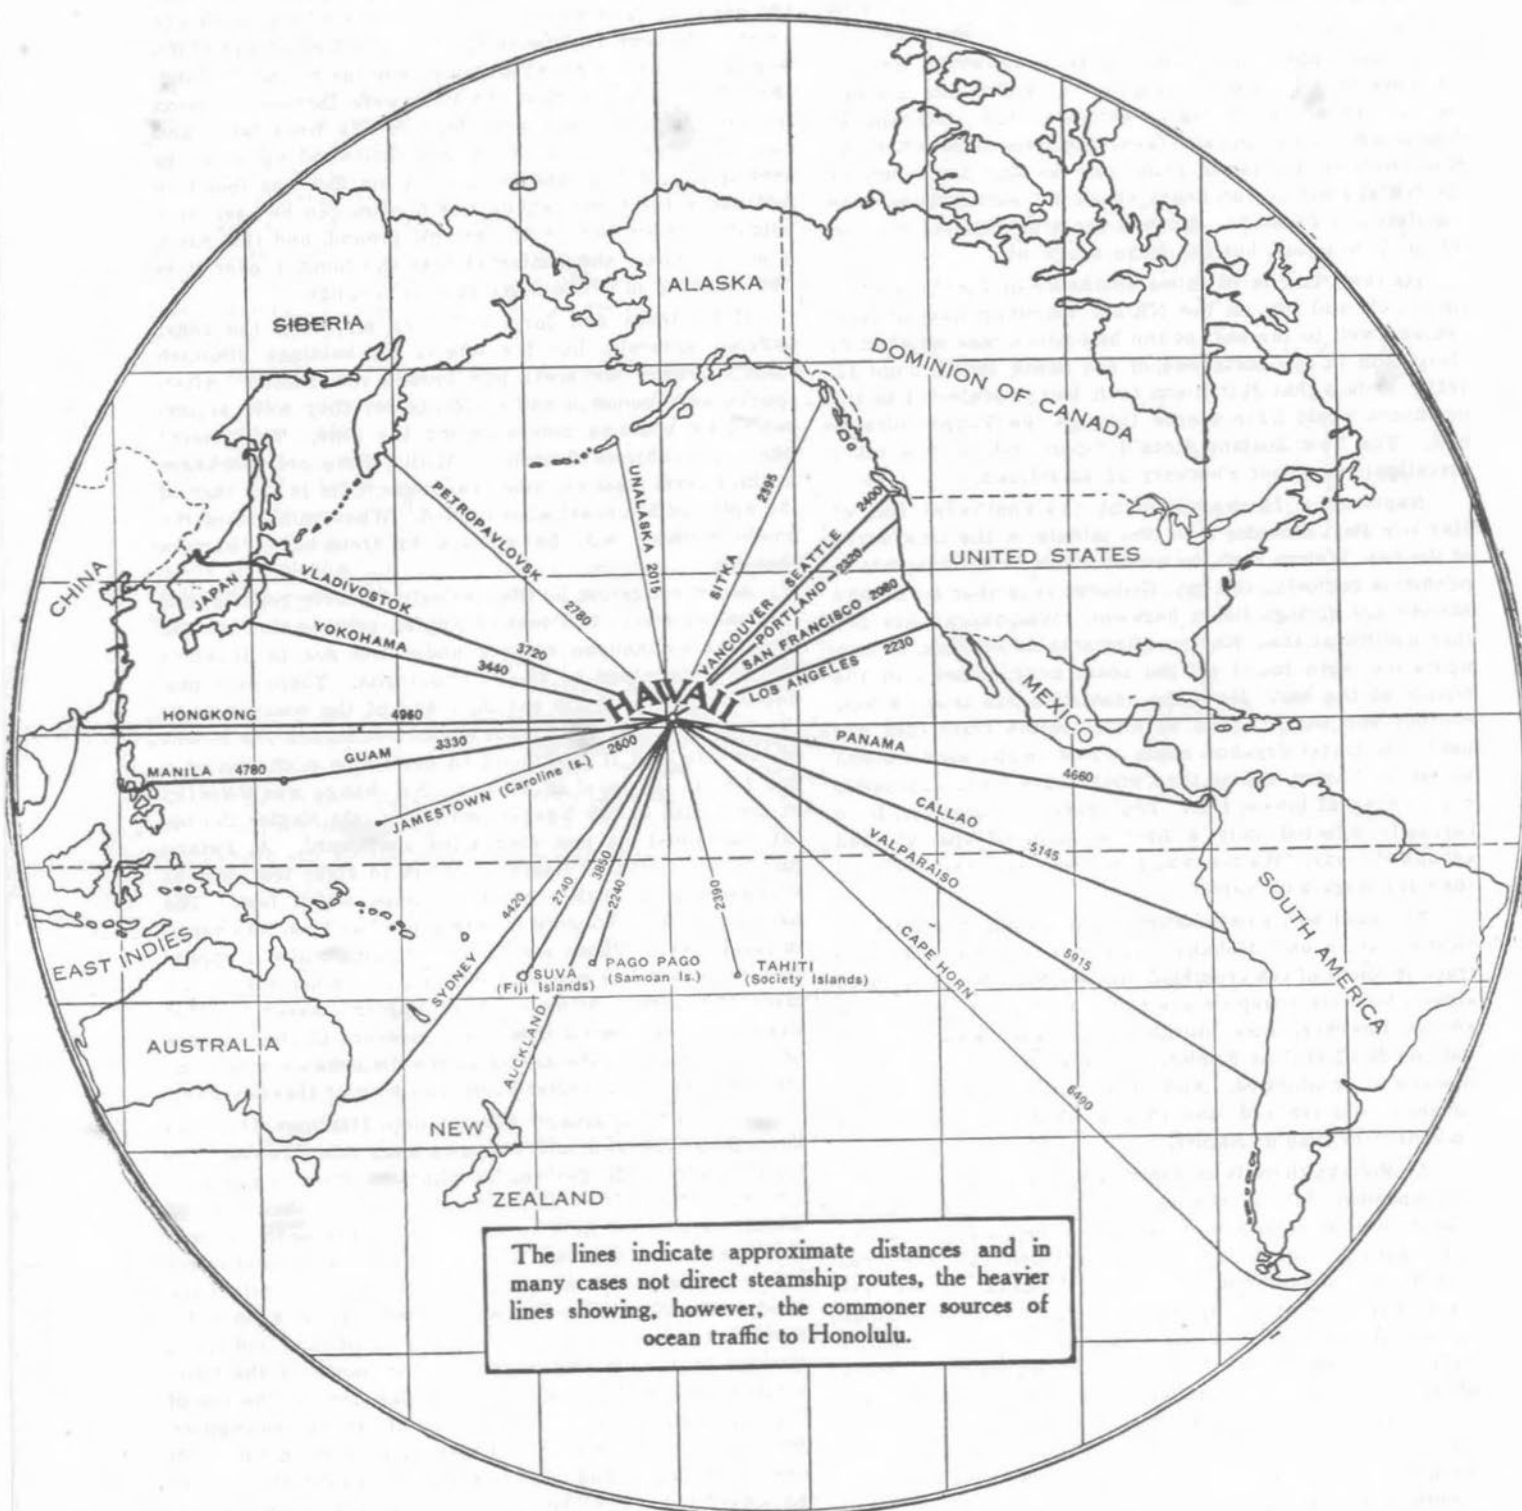 SIBERIA
ALASKA
DOMINION OF CANADA
CHINA
JAPAN
UNITED STATES
PETROPAVLOVSK 2780
UNALASKA 2015
SITKA 2395
VANCOUVER SEATTLE 2400
PORTLAND 2320
SAN FRANCISCO 2080
LOS ANGELES 2230
VLADIVOSTOK 3720
YOKOHAMA 3440
HAWAII
MEXICO
HONGKONG 4960
GUAM 3330
MANILA 4780
2600
JAMESTOWN (Caroline Is.)
PANAMA 4660
CALLAO 5145
VALPARAISO 5915
CAPE HORN 6490
SOUTH AMERICA
EAST INDIES
4420
SYDNEY
2740
SUVA
(Fiji Islands)
3850
AUCKLAND
2240
PAGO PAGO
(Samoan Is.)
2390
TAHITI
(Society Islands)
AUSTRALIA
NEW
ZEALAND
The lines indicate approximate distances and in
many cases not direct steamship routes, the heavier
lines showing, however, the commoner sources of
ocean traffic to Honolulu.